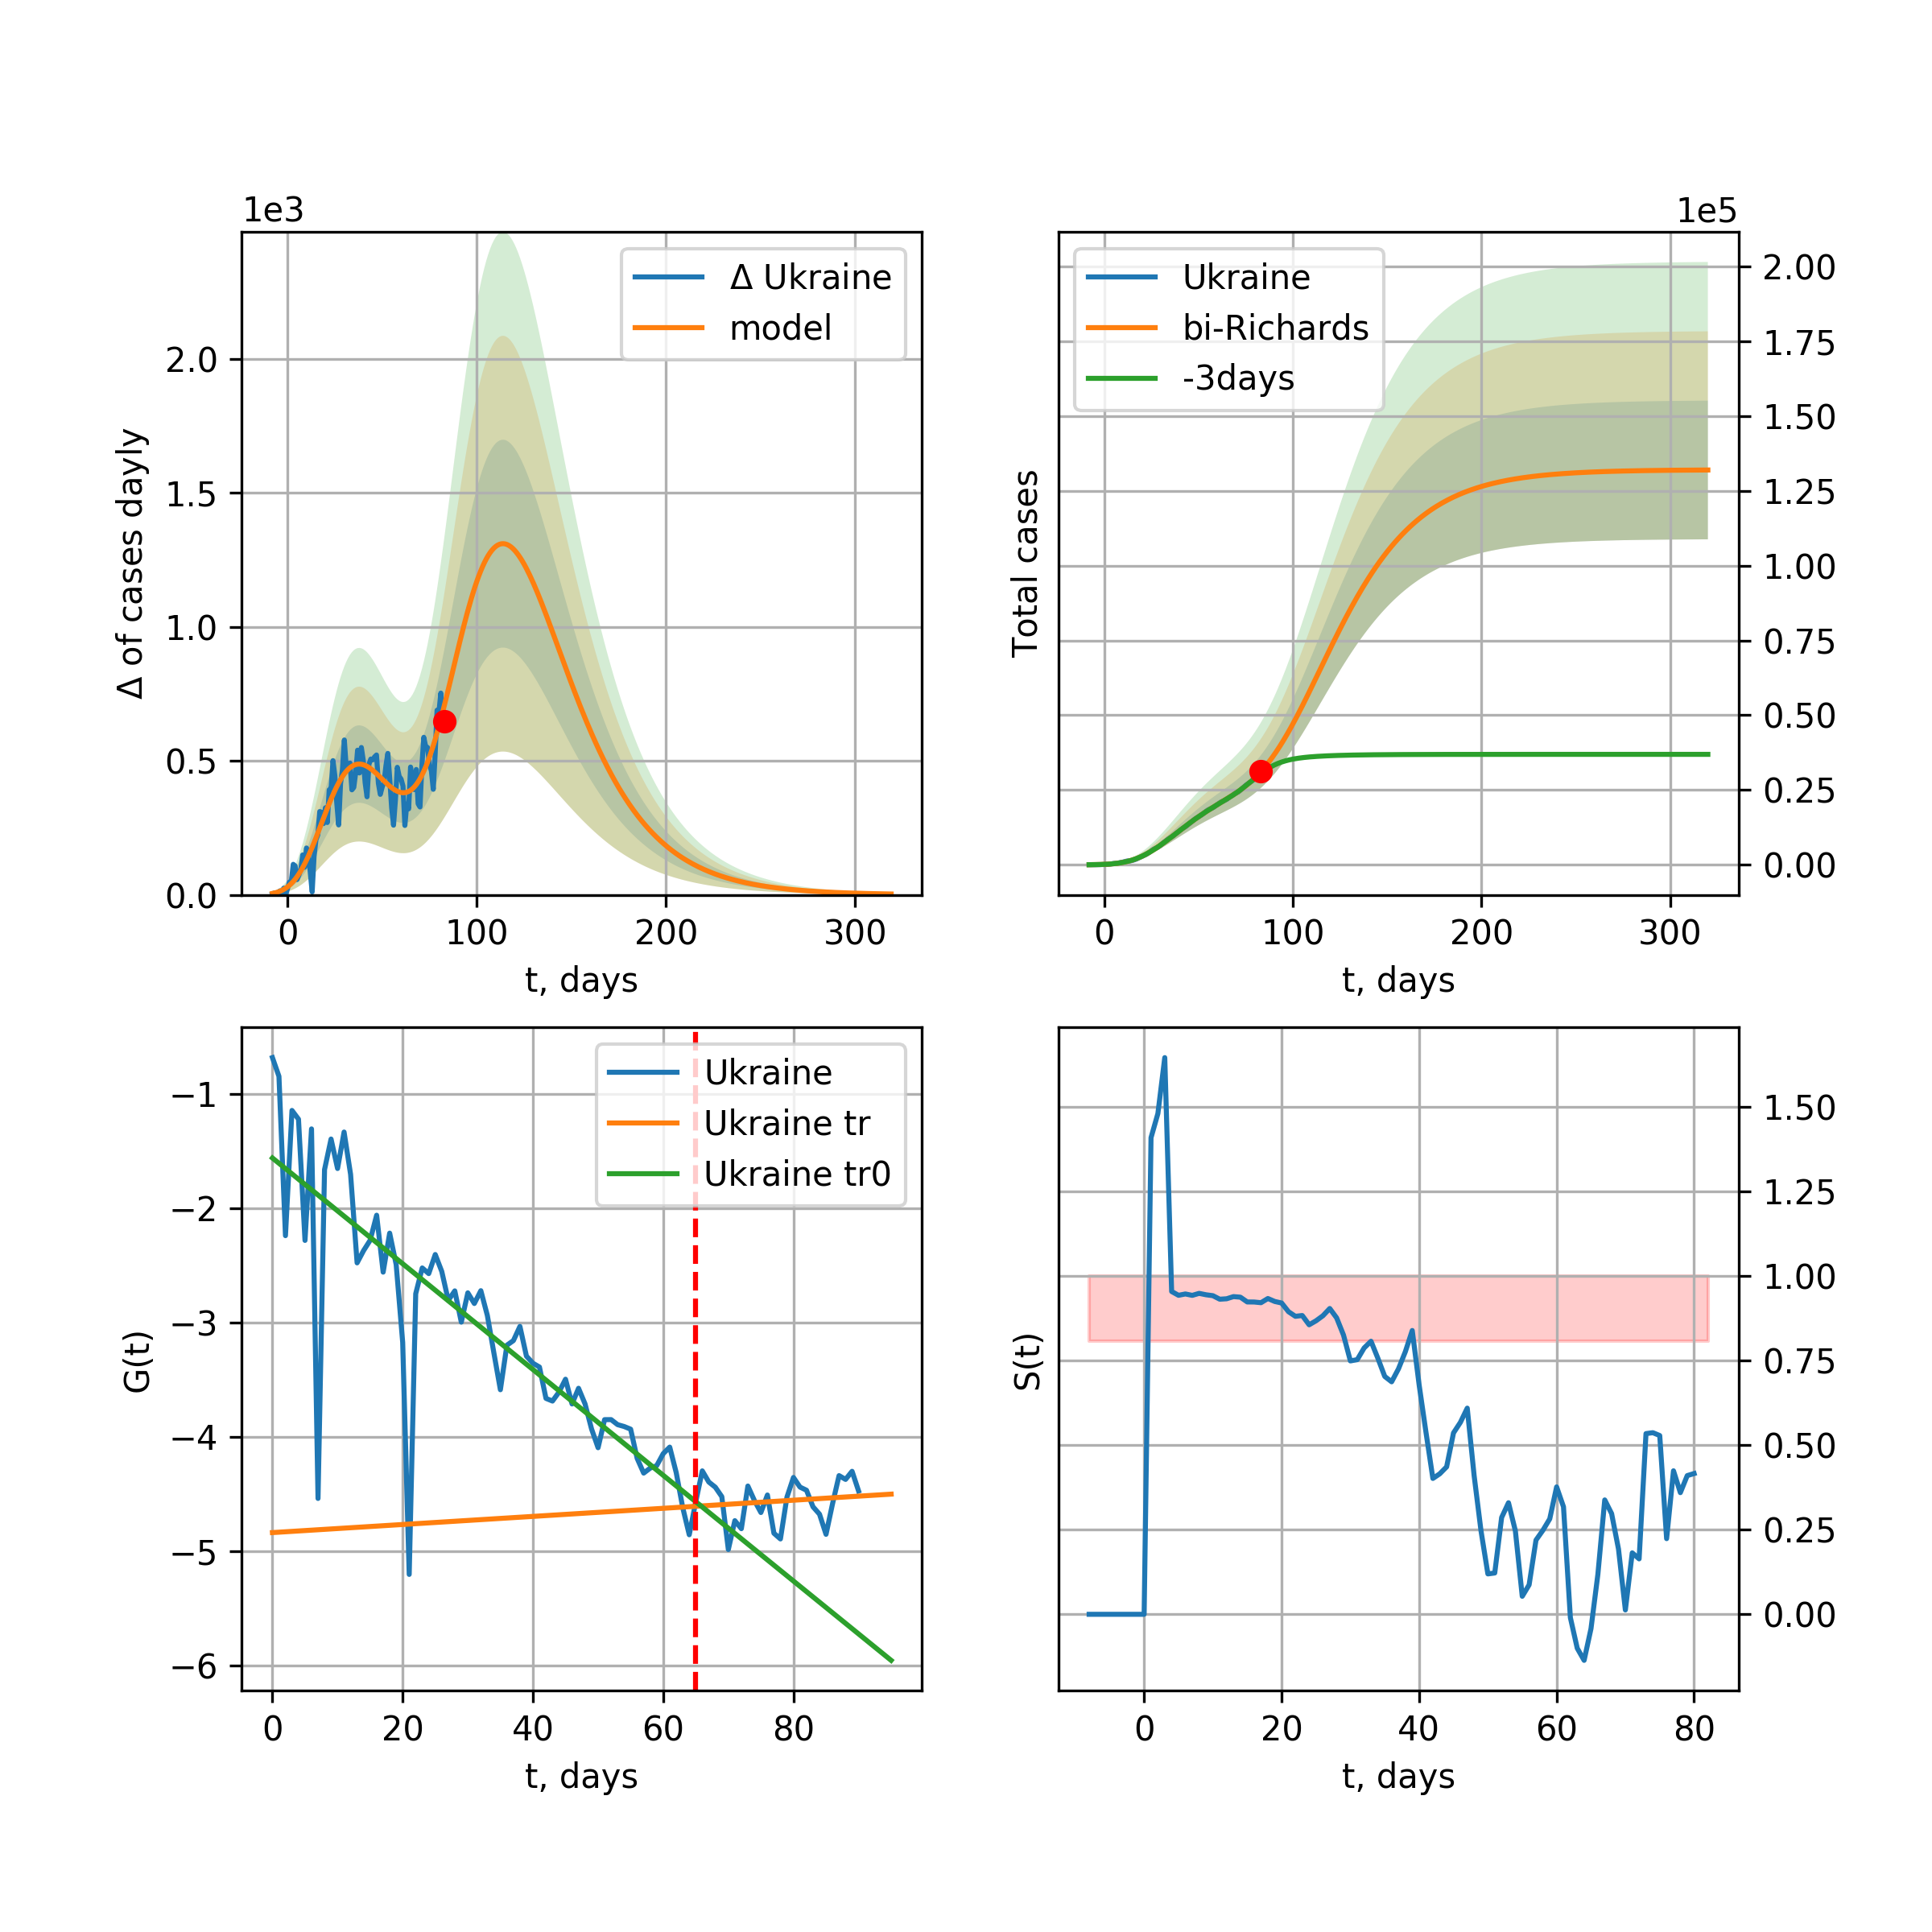 1e3
Δ of cases dayly
2.0
1.5
1.0
0.5
0.0
Δ Ukraine
model
0 100 200 300
t, days
1e5
Total cases
Ukraine
bi-Richards
-3days
2.00
1.75
1.50
1.25
1.00
0.75
0.50
0.25
0.00
0 100 200 300
t, days
G(t)
−1
−2
−3
−4
−5
−6
Ukraine
Ukraine tr
Ukraine tr0
0 20 40 60 80
t, days
S(t)
1.50
1.25
1.00
0.75
0.50
0.25
0.00
0 20 40 60 80
t, days